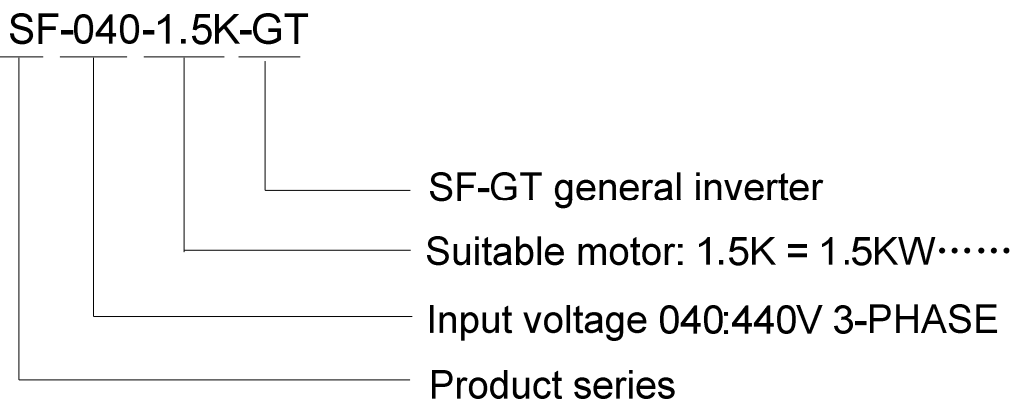 SF-040-1.5K-GT
SF-GT general inverter
Suitable motor: 1.5K = 1.5KW······
Input voltage 040:440V 3-PHASE
Product series